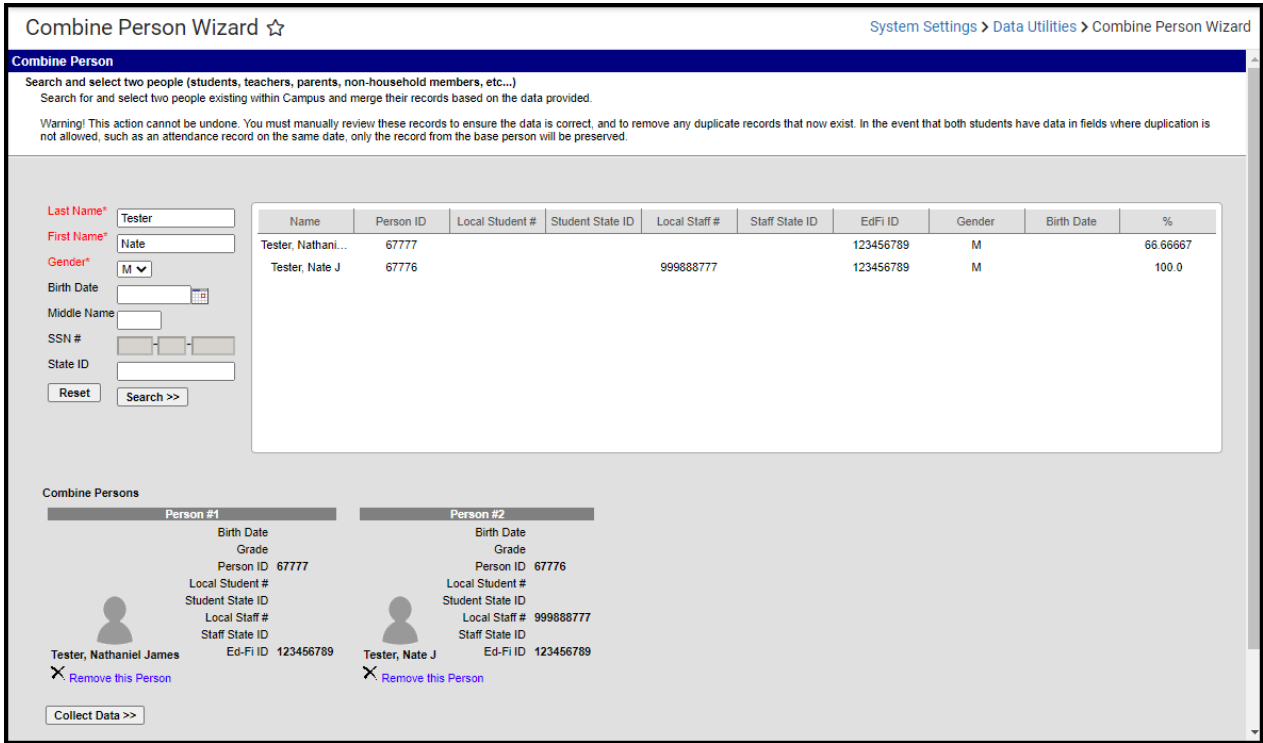 Combine Person Wizard ☆
System Settings > Data Utilities > Combine Person Wizard
Combine Person
Search and select two people (students, teachers, parents, non-household members, etc...)
Search for and select two people existing within Campus and merge their records based on the data provided.
Warning! This action cannot be undone. You must manually review these records to ensure the data is correct, and to remove any duplicate records that now exist. In the event that both students have data in fields where duplication is
not allowed, such as an attendance record on the same date, only the record from the base person will be preserved.
Last Name* Tester
First Name* Nate
Gender* M
Birth Date
Middle Name
SSN # - -
State ID
Reset Search >>
Name Person ID Local Student # Student State ID Local Staff # Staff State ID EdFi ID Gender Birth Date %
Tester, Nathani... 67777 123456789 M 66.66667
Tester, Nate J 67776 999888777 123456789 M 100.0
Combine Persons
Person #1
Birth Date
Grade
Person ID 67777
Local Student #
Student State ID
Local Staff #
Staff State ID
Tester, Nathaniel James Ed-Fi ID 123456789
X Remove this Person
Person #2
Birth Date
Grade
Person ID 67776
Local Student #
Student State ID
Local Staff # 999888777
Staff State ID
Tester, Nate J Ed-Fi ID 123456789
X Remove this Person
Collect Data >>